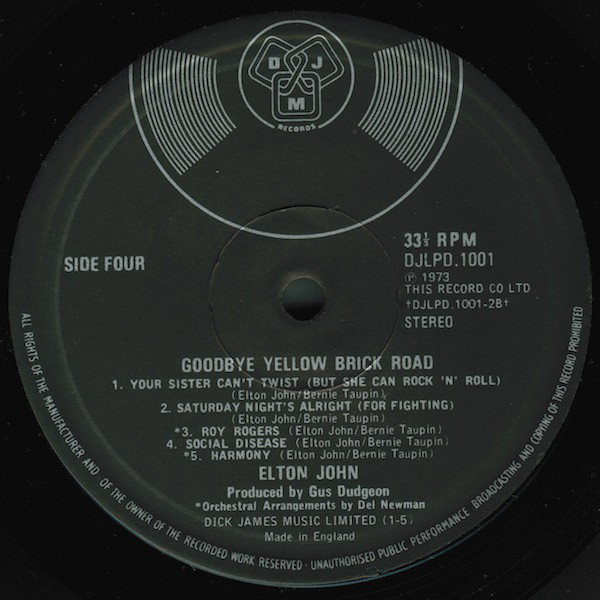 D J
M
RECORDS
SIDE FOUR
33⅓ RPM
DJLPD.1001
℗ 1973
THIS RECORD CO LTD
†DJLPD.1001-2B†
STEREO
GOODBYE YELLOW BRICK ROAD
1. YOUR SISTER CAN'T TWIST (BUT SHE CAN ROCK 'N' ROLL)
(Elton John/Bernie Taupin)
2. SATURDAY NIGHT'S ALRIGHT (FOR FIGHTING)
(Elton John/Bernie Taupin)
*3. ROY ROGERS (Elton John/Bernie Taupin)
4. SOCIAL DISEASE (Elton John/Bernie Taupin)
*5. HARMONY (Elton John/Bernie Taupin)
ELTON JOHN
Produced by Gus Dudgeon
*Orchestral Arrangements by Del Newman
DICK JAMES MUSIC LIMITED (1-5)
Made in England
ALL RIGHTS OF THE MANUFACTURER AND OF THE OWNER OF THE RECORDED WORK RESERVED · UNAUTHORISED PUBLIC PERFORMANCE BROADCASTING AND COPYING OF THIS RECORD PROHIBITED